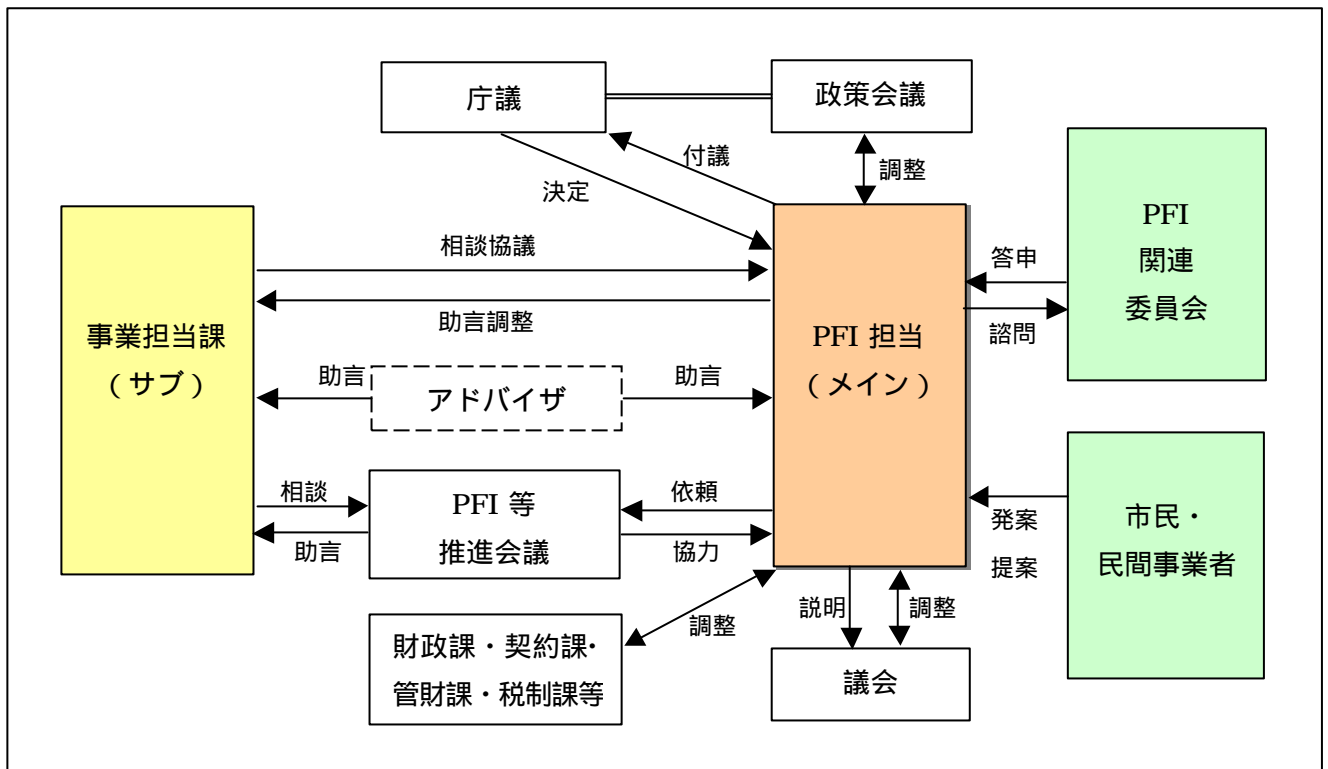 庁議
政策会議
付議
調整
決定
PFI
関連
委員会
相談協議
答申
助言調整
諮問
事業担当課
（サブ）
PFI 担当
（メイン）
助言
アドバイザ
助言
相談
PFI 等
推進会議
依頼
助言
協力
発案
提案
市民・
民間事業者
財政課・契約課・
管財課・税制課等
調整
説明
調整
議会